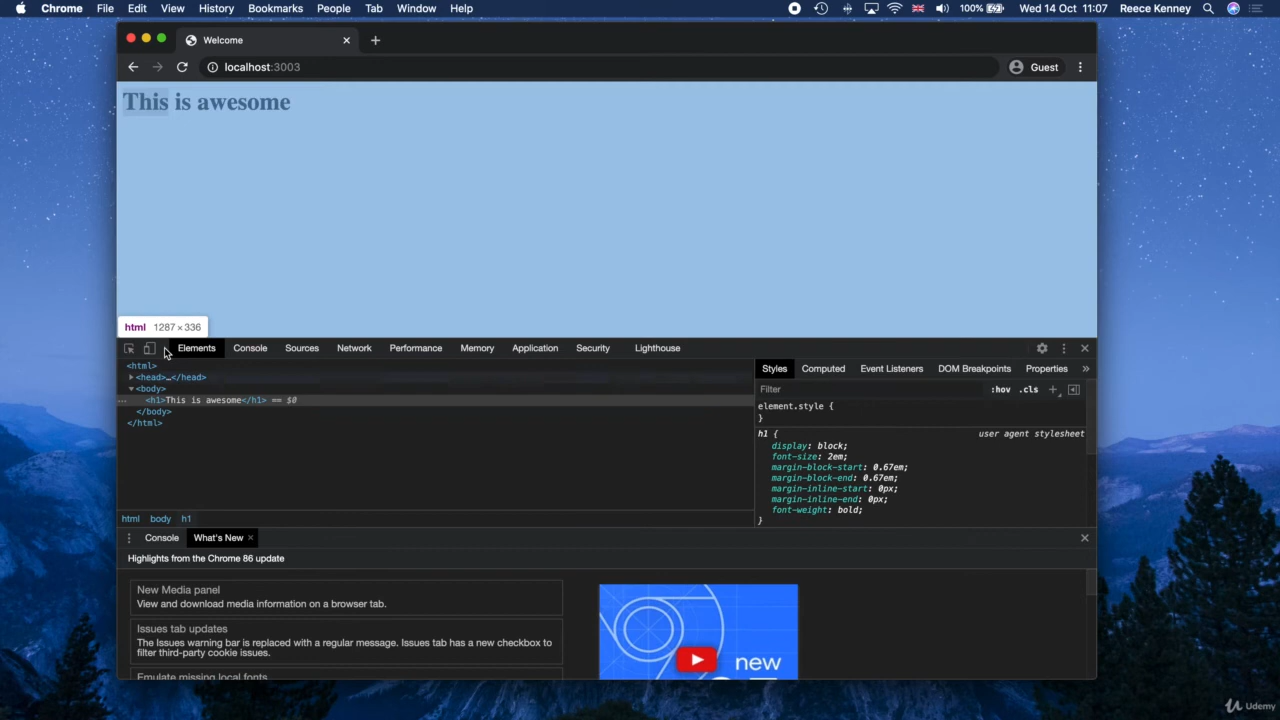 Chrome File Edit View History Bookmarks People Tab Window Help 100% Wed 14 Oct 11:07 Reece Kenney
Welcome
localhost:3003 Guest
This is awesome
html 1287 × 336
Elements Console Sources Network Performance Memory Application Security Lighthouse
<html>
<head>…</head>
<body>
… <h1>This is awesome</h1> == $0
</body>
</html>
html body h1
Styles Computed Event Listeners DOM Breakpoints Properties »
Filter :hov .cls +
element.style {
}
h1 { user agent stylesheet
display: block;
font-size: 2em;
margin-block-start: 0.67em;
margin-block-end: 0.67em;
margin-inline-start: 0px;
margin-inline-end: 0px;
font-weight: bold;
}
Console What's New
Highlights from the Chrome 86 update
New Media panel
View and download media information on a browser tab.
Issues tab updates
The Issues warning bar is replaced with a regular message. Issues tab has a new checkbox to
filter third-party cookie issues.
Emulate missing local fonts
new
Udemy